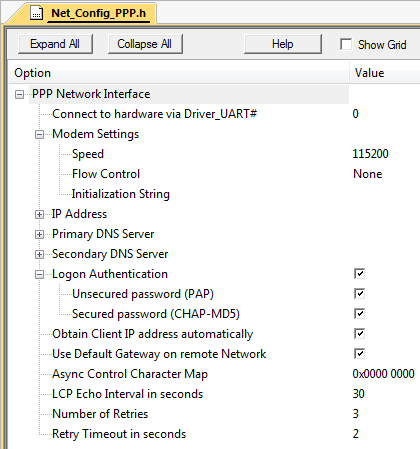 Net_Config_PPP.h
Expand All Collapse All Help Show Grid
Option Value
PPP Network Interface
Connect to hardware via Driver_UART# 0
Modem Settings
Speed 115200
Flow Control None
Initialization String
IP Address
Primary DNS Server
Secondary DNS Server
Logon Authentication
Unsecured password (PAP)
Secured password (CHAP-MD5)
Obtain Client IP address automatically
Use Default Gateway on remote Network
Async Control Character Map 0x0000 0000
LCP Echo Interval in seconds 30
Number of Retries 3
Retry Timeout in seconds 2